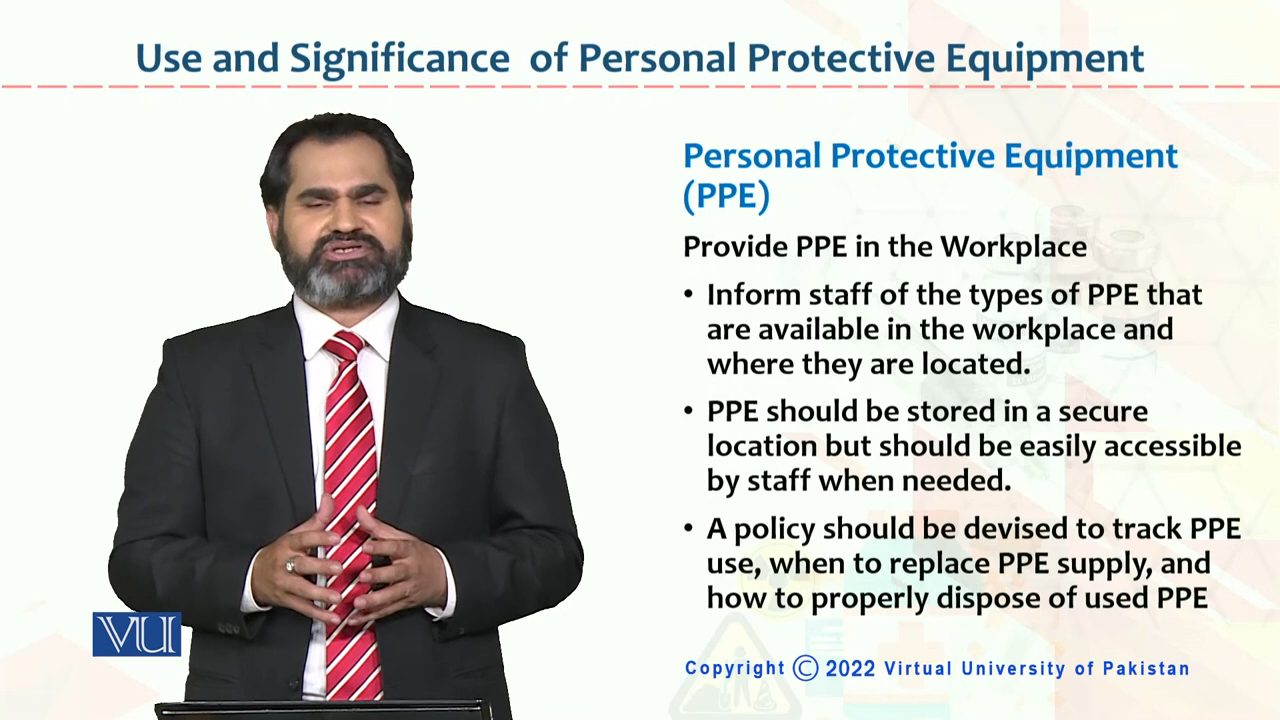 Use and Significance of Personal Protective Equipment
Personal Protective Equipment
(PPE)
Provide PPE in the Workplace
• Inform staff of the types of PPE that
are available in the workplace and
where they are located.
• PPE should be stored in a secure
location but should be easily accessible
by staff when needed.
• A policy should be devised to track PPE
use, when to replace PPE supply, and
how to properly dispose of used PPE
VU
Copyright © 2022 Virtual University of Pakistan